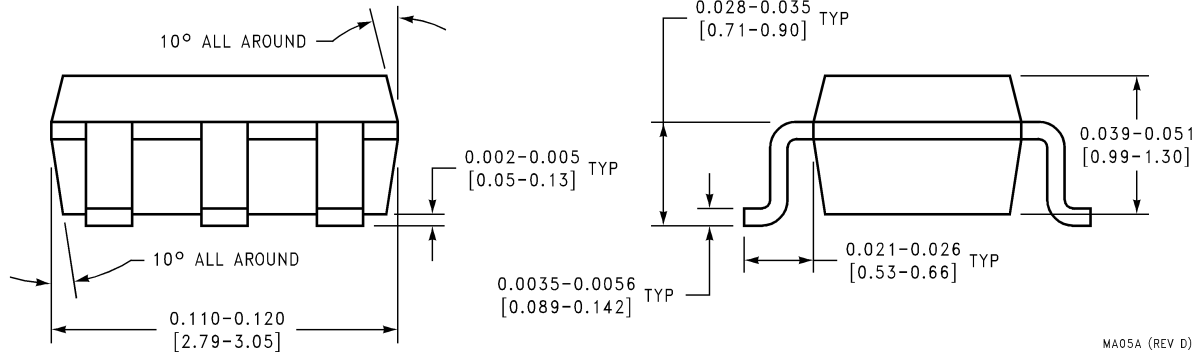 0.028-0.035 TYP
[0.71-0.90]
10° ALL AROUND
0.039-0.051
[0.99-1.30]
0.002-0.005 TYP
[0.05-0.13]
10° ALL AROUND
0.021-0.026 TYP
[0.53-0.66]
0.0035-0.0056 TYP
[0.089-0.142]
0.110-0.120
[2.79-3.05]
MA05A (REV D)